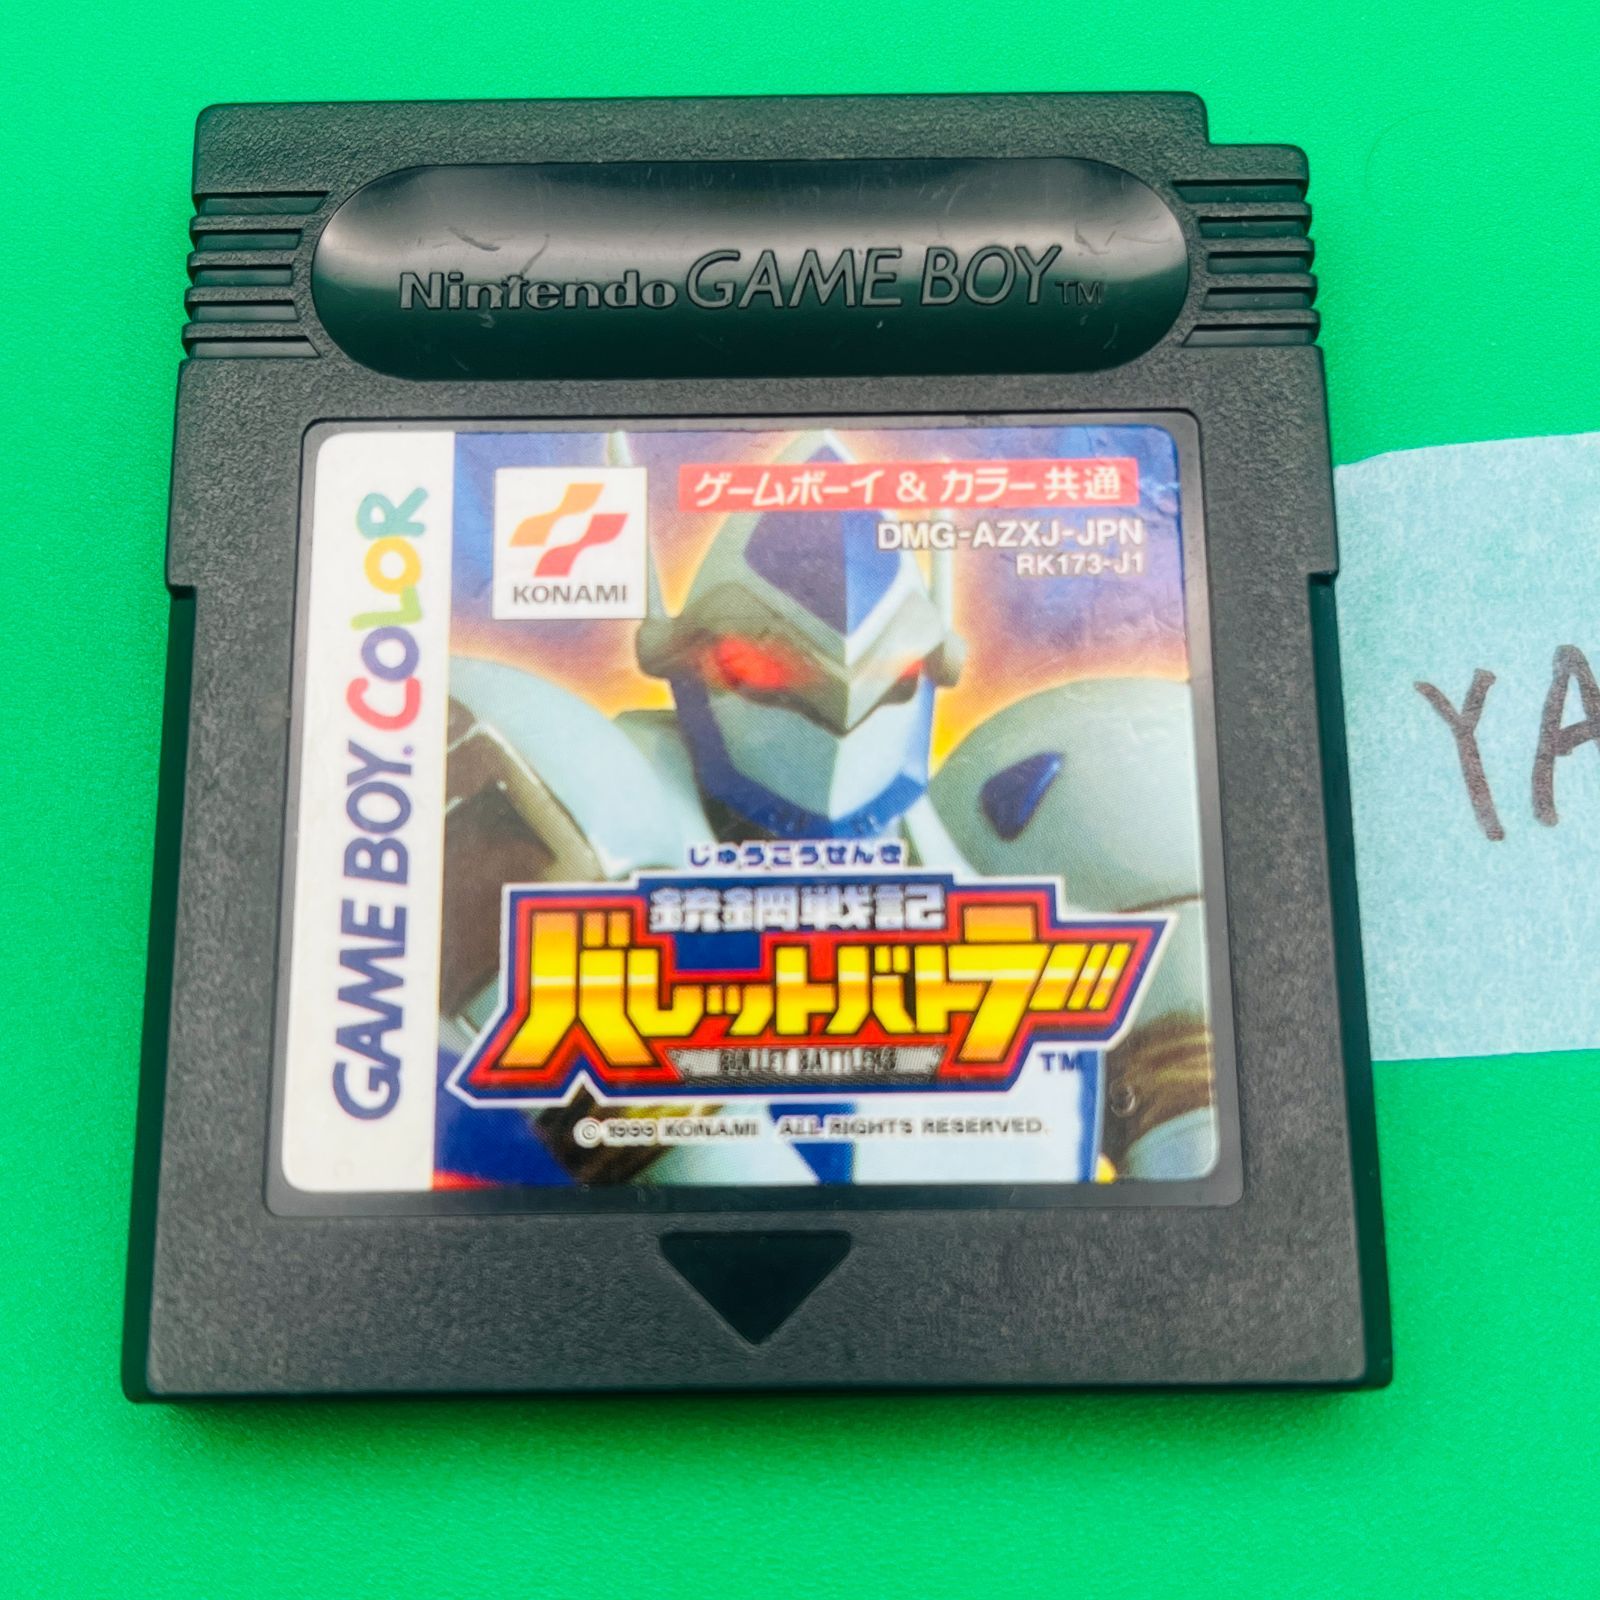 Nintendo GAME BOY™
GAME BOY COLOR
KONAMI
ゲームボーイ & カラー 共通
DMG-AZXJ-JPN
RK173-J1
じゅうこうせんき
銃鋼戦記
バレットバトラー
BULLET BATTLERS
TM
© 1999 KONAMI ALL RIGHTS RESERVED.
YA